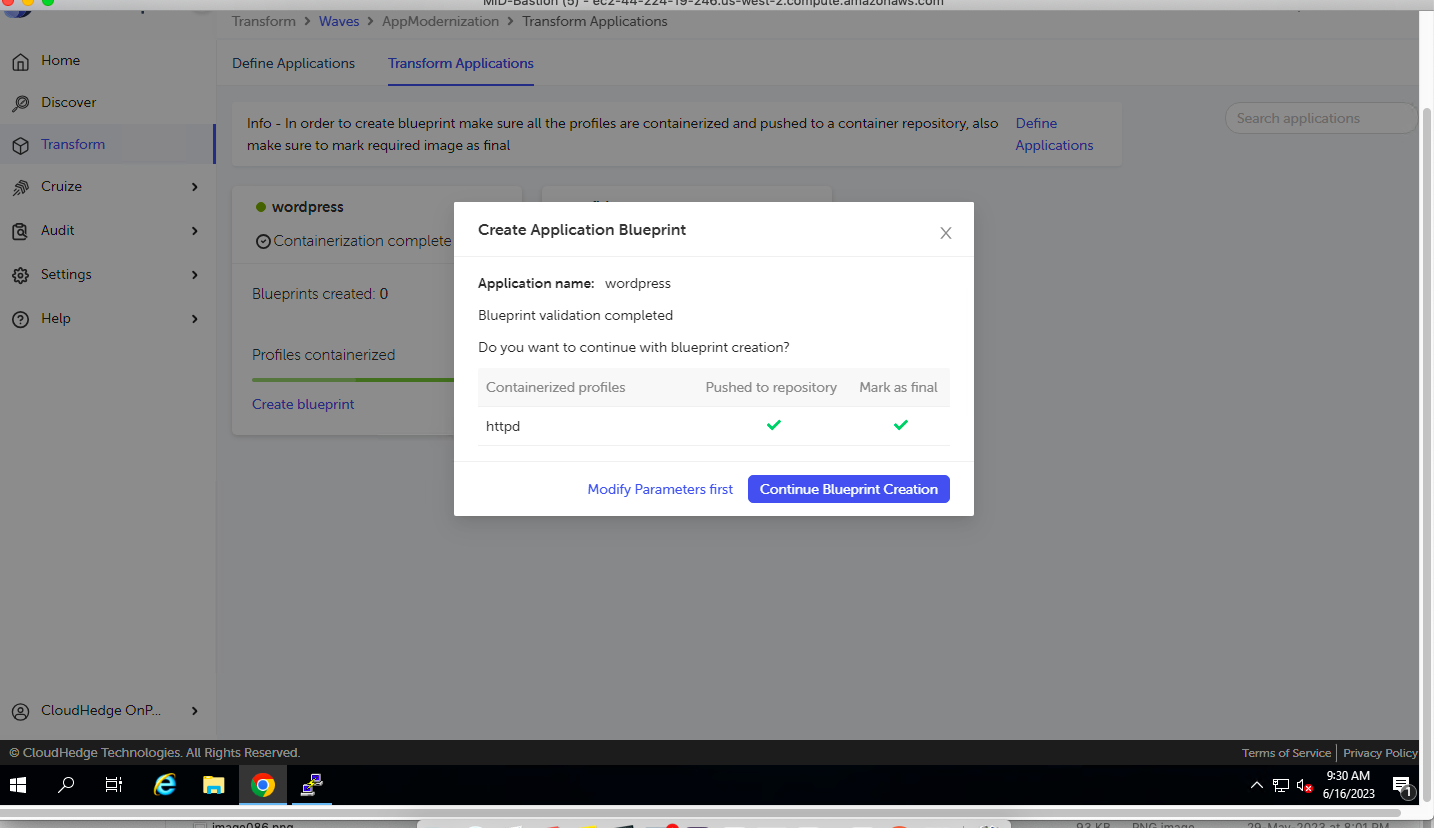 MID-Bastion (5) - ec2-44-224-19-246.us-west-2.compute.amazonaws.com
Transform > Waves > AppModernization > Transform Applications
Home
Discover
Transform
Cruize
Audit
Settings
Help
CloudHedge OnP...
Define Applications
Transform Applications
Info - In order to create blueprint make sure all the profiles are containerized and pushed to a container repository, also
make sure to mark required image as final
Define
Applications
Search applications
wordpress
Containerization complete
Blueprints created: 0
Profiles containerized
Create blueprint
Create Application Blueprint
Application name: wordpress
Blueprint validation completed
Do you want to continue with blueprint creation?
Containerized profiles Pushed to repository Mark as final
httpd
Modify Parameters first Continue Blueprint Creation
© CloudHedge Technologies. All Rights Reserved.
Terms of Service | Privacy Policy
9:30 AM
6/16/2023
1
image086.png
93 KB PNG image 29-May-2023 at 8:01 PM